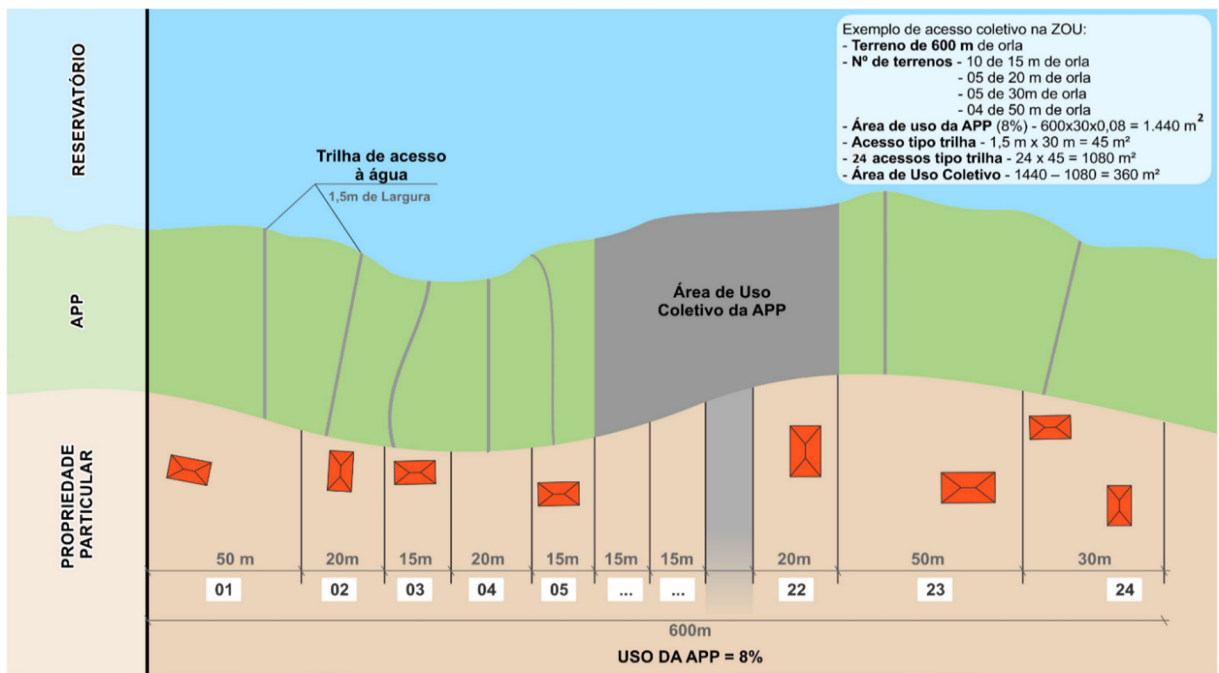 Exemplo de acesso coletivo na ZOU:
- Terreno de 600 m de orla
- Nº de terrenos - 10 de 15 m de orla
- 05 de 20 m de orla
- 05 de 30m de orla
- 04 de 50 m de orla
- Área de uso da APP (8%) - 600x30x0,08 = 1.440 m²
- Acesso tipo trilha - 1,5 m x 30 m = 45 m²
- 24 acessos tipo trilha - 24 x 45 = 1080 m²
- Área de Uso Coletivo - 1440 – 1080 = 360 m²
RESERVATÓRIO
Trilha de acesso
à água
1,5m de Largura
APP
Área de Uso
Coletivo da APP
PROPRIEDADE
PARTICULAR
50 m 20m 15m 20m 15m 15m 15m 20m 50m 30m
01 02 03 04 05 ... ... 22 23 24
600m
USO DA APP = 8%